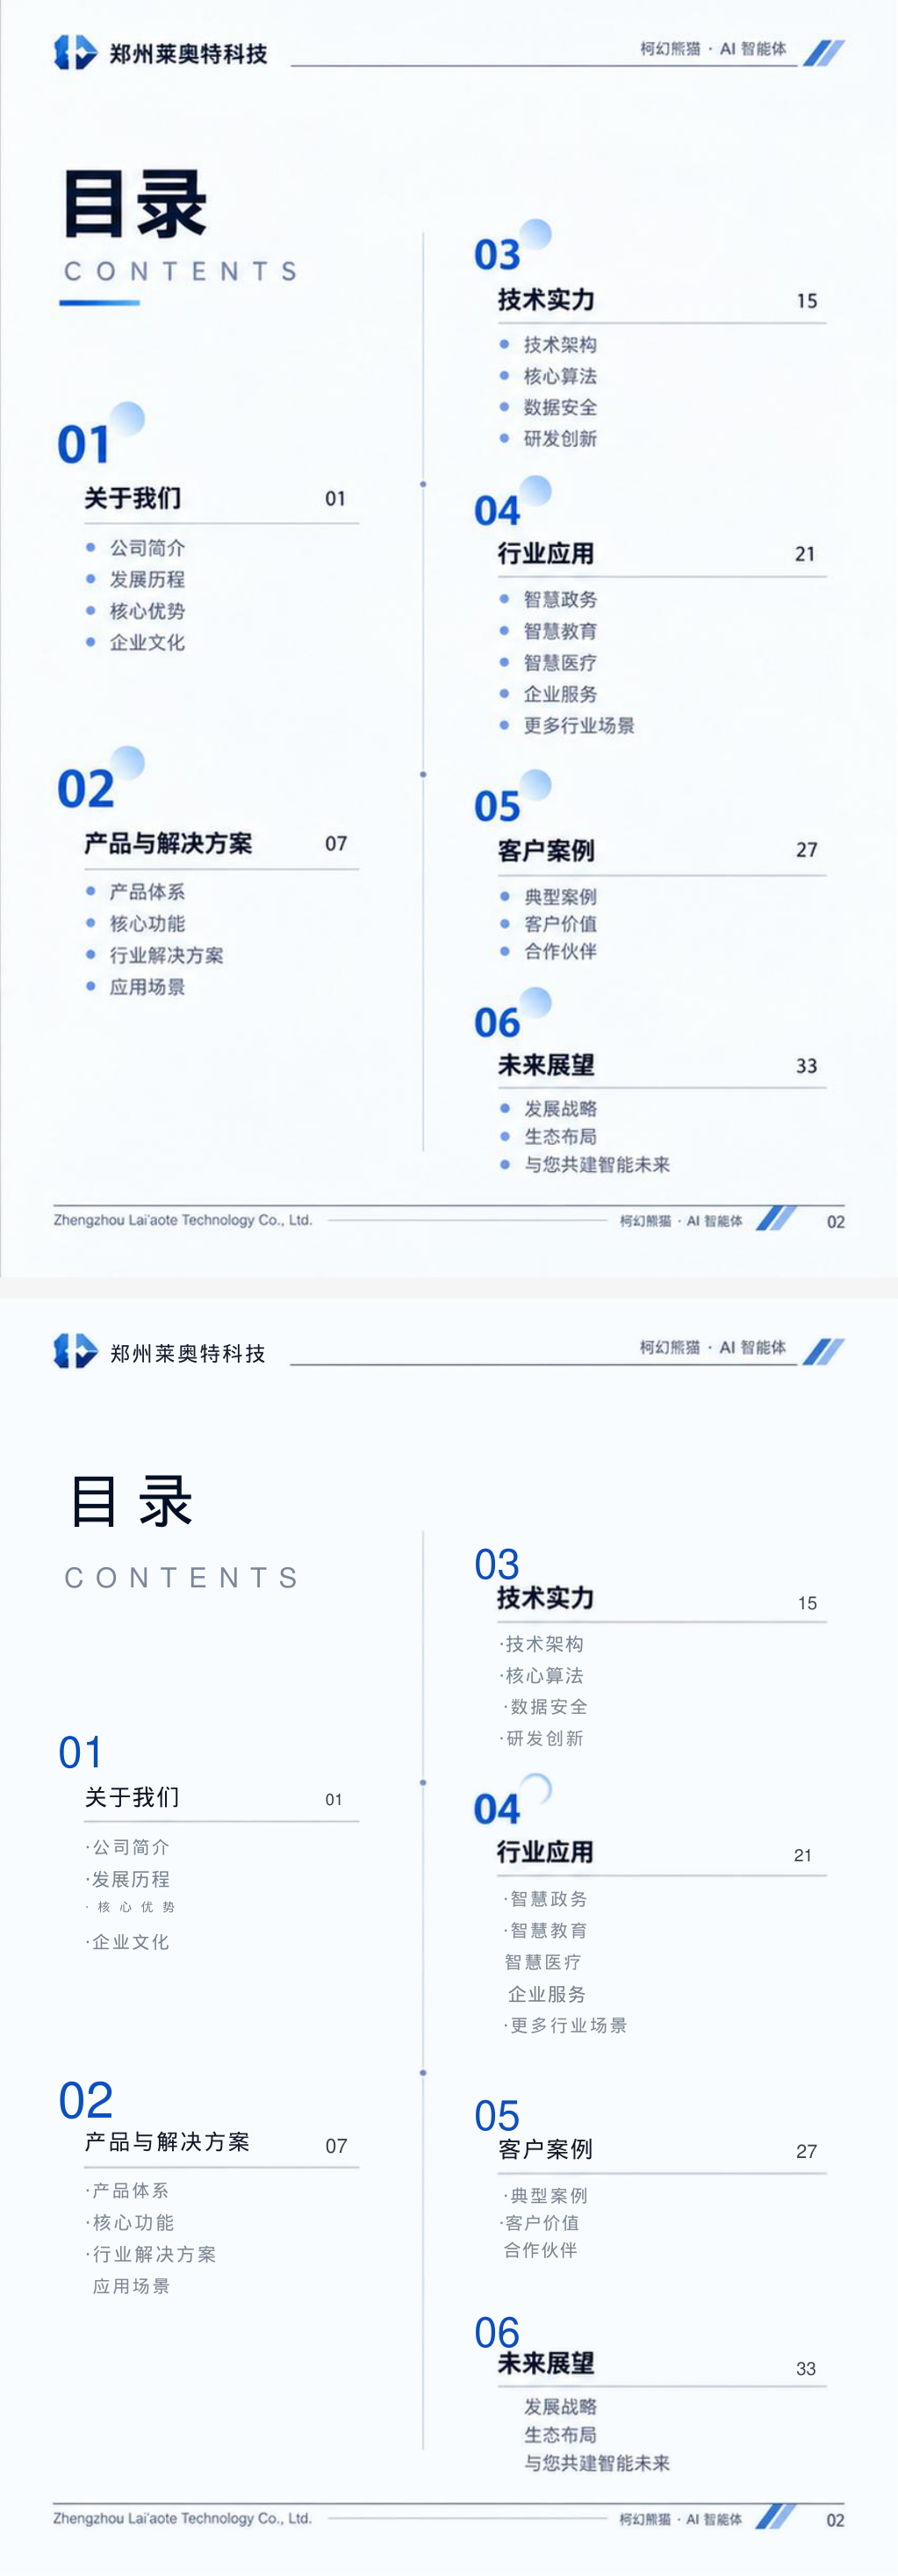 郑州莱奥特科技
柯幻熊猫 · AI 智能体
目录
CONTENTS
01
关于我们 01
● 公司简介
● 发展历程
● 核心优势
● 企业文化
02
产品与解决方案 07
● 产品体系
● 核心功能
● 行业解决方案
● 应用场景
03
技术实力 15
● 技术架构
● 核心算法
● 数据安全
● 研发创新
04
行业应用 21
● 智慧政务
● 智慧教育
● 智慧医疗
● 企业服务
● 更多行业场景
05
客户案例 27
● 典型案例
● 客户价值
● 合作伙伴
06
未来展望 33
● 发展战略
● 生态布局
● 与您共建智能未来
Zhengzhou Lai'aote Technology Co., Ltd.
柯幻熊猫 · AI 智能体 02
郑州莱奥特科技
柯幻熊猫 · AI 智能体
目录
CONTENTS
01
关于我们 01
·公司简介
·发展历程
·核心优势
·企业文化
02
产品与解决方案 07
·产品体系
·核心功能
·行业解决方案
应用场景
03
技术实力 15
·技术架构
·核心算法
·数据安全
·研发创新
04
行业应用 21
·智慧政务
·智慧教育
智慧医疗
企业服务
·更多行业场景
05
客户案例 27
·典型案例
·客户价值
合作伙伴
06
未来展望 33
发展战略
生态布局
与您共建智能未来
Zhengzhou Lai'aote Technology Co., Ltd.
柯幻熊猫 · AI 智能体 02